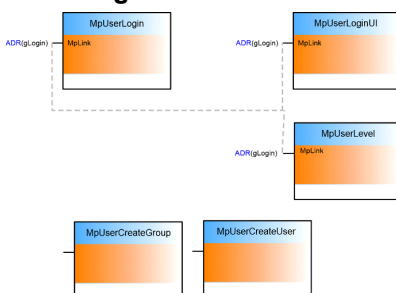 MpUserLogin
MpUserLoginUI
ADR(gLogin)
MpLink
ADR(gLogin)
MpLink
MpUserLevel
ADR(gLogin)
MpLink
MpUserCreateGroup
MpUserCreateUser